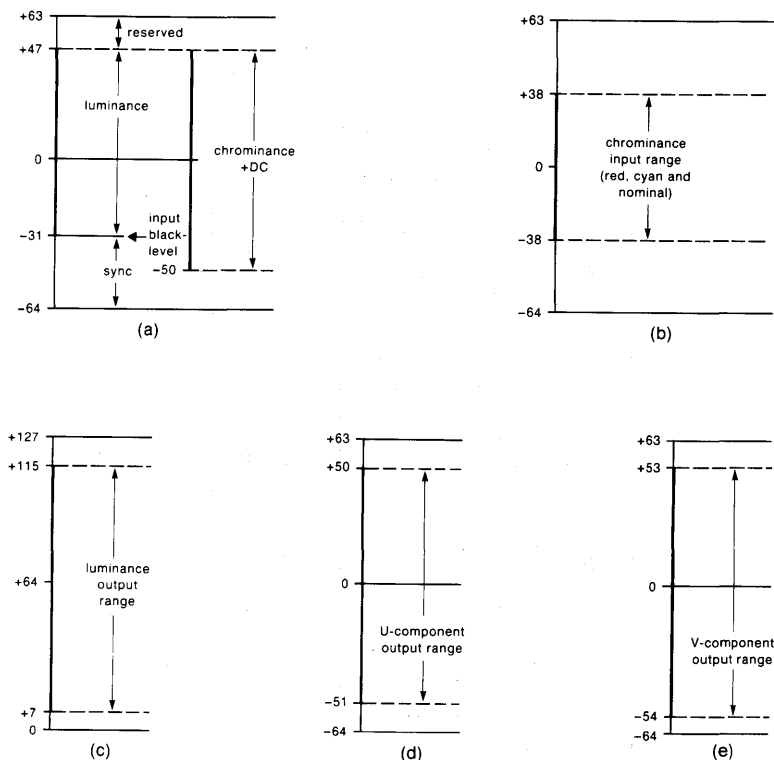 +63
reserved
+47
luminance
0
chrominance
+DC
input
black-
level
-31
-50
sync
-64
(a)
+63
+38
chrominance
input range
(red, cyan and
nominal)
0
-38
-64
(b)
+127
+115
luminance
output
range
+64
+7
0
(c)
+63
+50
0
U-component
output range
-51
-64
(d)
+63
+53
0
V-component
output range
-54
-64
(e)